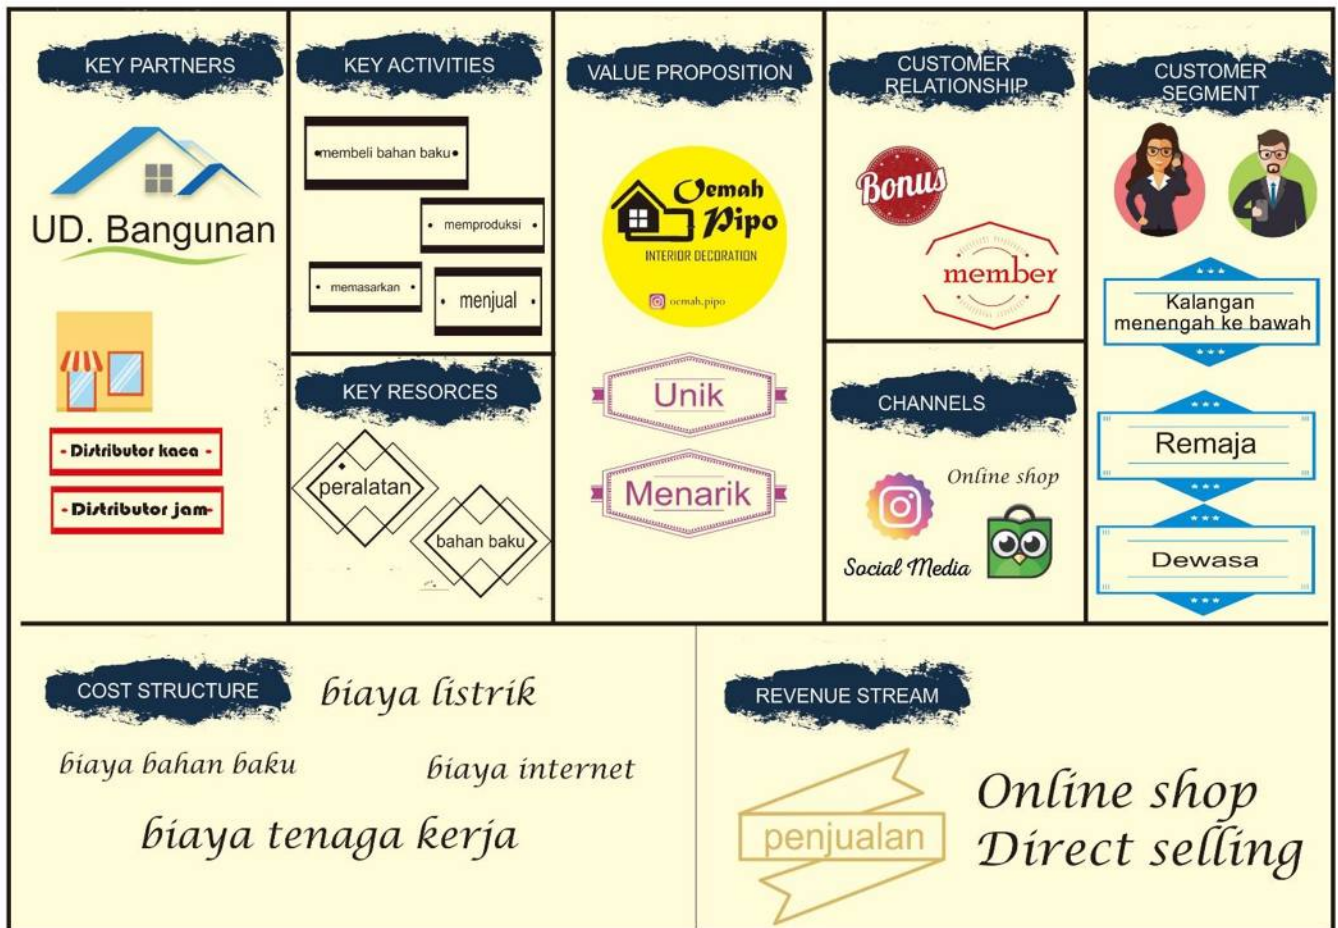 KEY PARTNERS
UD. Bangunan
- Distributor kaca -
- Distributor jam-
KEY ACTIVITIES
•membeli bahan baku•
• memproduksi •
• memasarkan •
• menjual •
KEY RESORCES
peralatan
bahan baku
VALUE PROPOSITION
Oemah
Pipo
INTERIOR DECORATION
oemah.pipo
Unik
Menarik
CUSTOMER
RELATIONSHIP
Bonus
member
CHANNELS
Online shop
Social Media
CUSTOMER
SEGMENT
Kalangan
menengah ke bawah
Remaja
Dewasa
COST STRUCTURE
biaya listrik
biaya bahan baku
biaya internet
biaya tenaga kerja
REVENUE STREAM
penjualan
Online shop
Direct selling